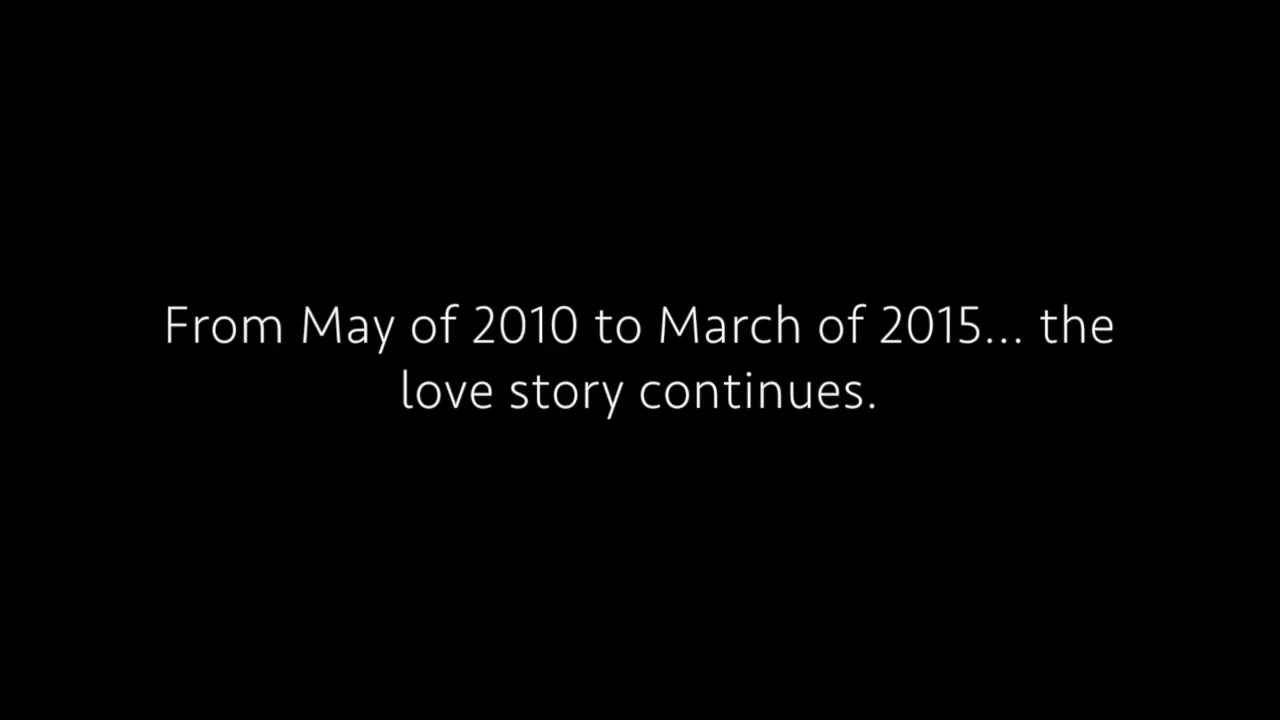 From May of 2010 to March of 2015... the
love story continues.